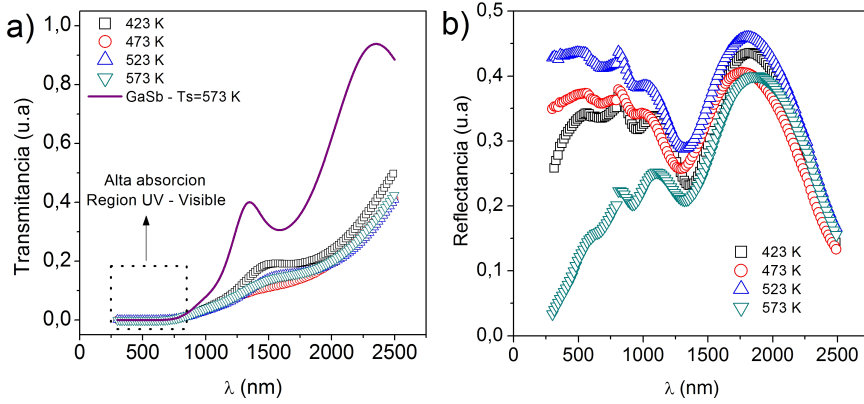 a)
Transmitancia (u.a)
1,0
0,8
0,6
0,4
0,2
0,0
423 K
473 K
523 K
573 K
GaSb - Ts=573 K
Alta absorcion
Region UV - Visible
0 500 1000 1500 2000 2500
λ (nm)
b)
Reflectancia (u.a)
0,5
0,4
0,3
0,2
0,1
0,0
423 K
473 K
523 K
573 K
0 500 1000 1500 2000 2500
λ (nm)